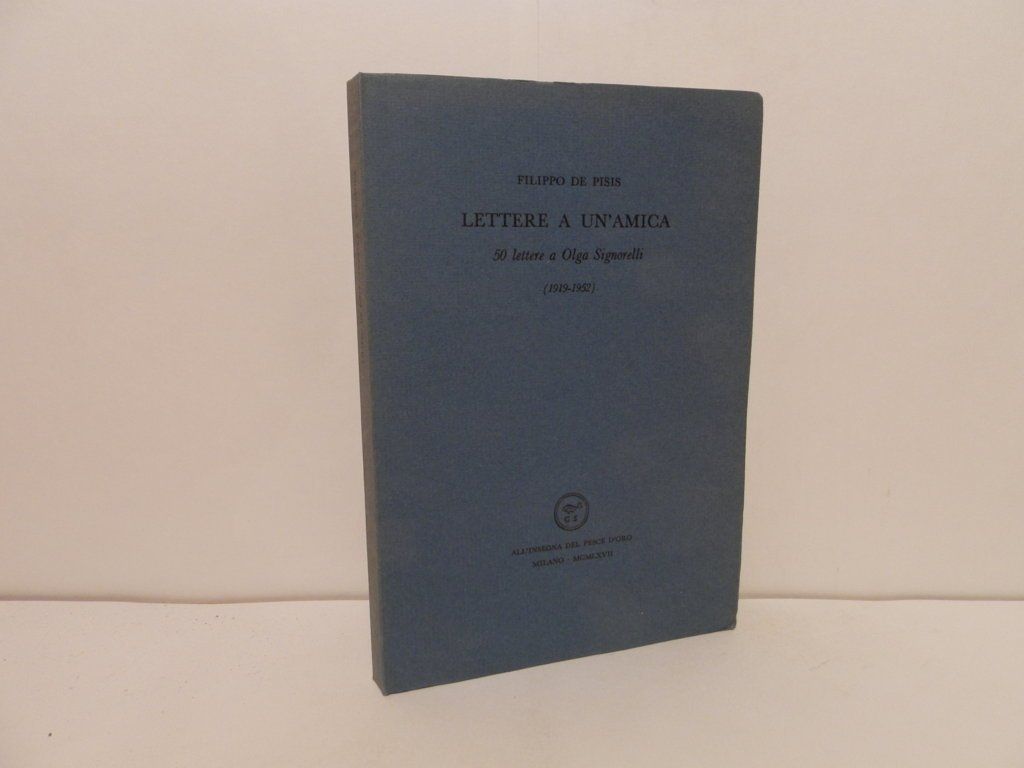 FILIPPO DE PISIS
LETTERE A UN'AMICA
50 lettere a Olga Signorelli
(1919-1952)
ALL'INSEGNA DEL PESCE D'ORO
MILANO - MCMLXVII